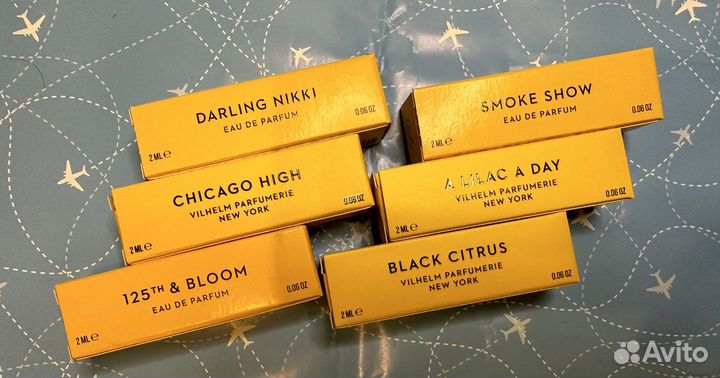 DARLING NIKKI
EAU DE PARFUM
2 ML e
0.06 OZ
CHICAGO HIGH
VILHELM PARFUMERIE
NEW YORK
2 ML e
0.06 OZ
125TH & BLOOM
EAU DE PARFUM
2 ML e
0.06 OZ
SMOKE SHOW
EAU DE PARFUM
2 ML e
0.06 OZ
A LILAC A DAY
VILHELM PARFUMERIE
NEW YORK
2 ML e
0.06 OZ
BLACK CITRUS
VILHELM PARFUMERIE
NEW YORK
2 ML e
0.06 OZ
Avito